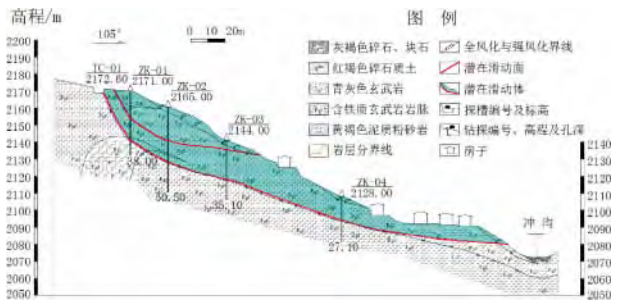 高程/m
图 例
105°
0 10 20m
2200
2190
2180
2170
2160
2150
2140
2130
2120
2110
2100
2090
2080
2070
2060
2050
TC-01
2172.60
ZK-01
2171.00
ZK-02
2165.00
ZK-03
2144.00
ZK-04
2128.00
38.00
50.50
35.10
27.10
冲沟
灰褐色碎石、块石
红褐色碎石质土
青灰色玄武岩
含铁质玄武岩岩脉
黄褐色泥质粉砂岩
岩层分界线
全风化与强风化界线
潜在滑动面
潜在滑动体
探槽编号及标高
钻探编号、高程及孔深
房子
2140
2130
2120
2110
2100
2090
2080
2070
2060
2050